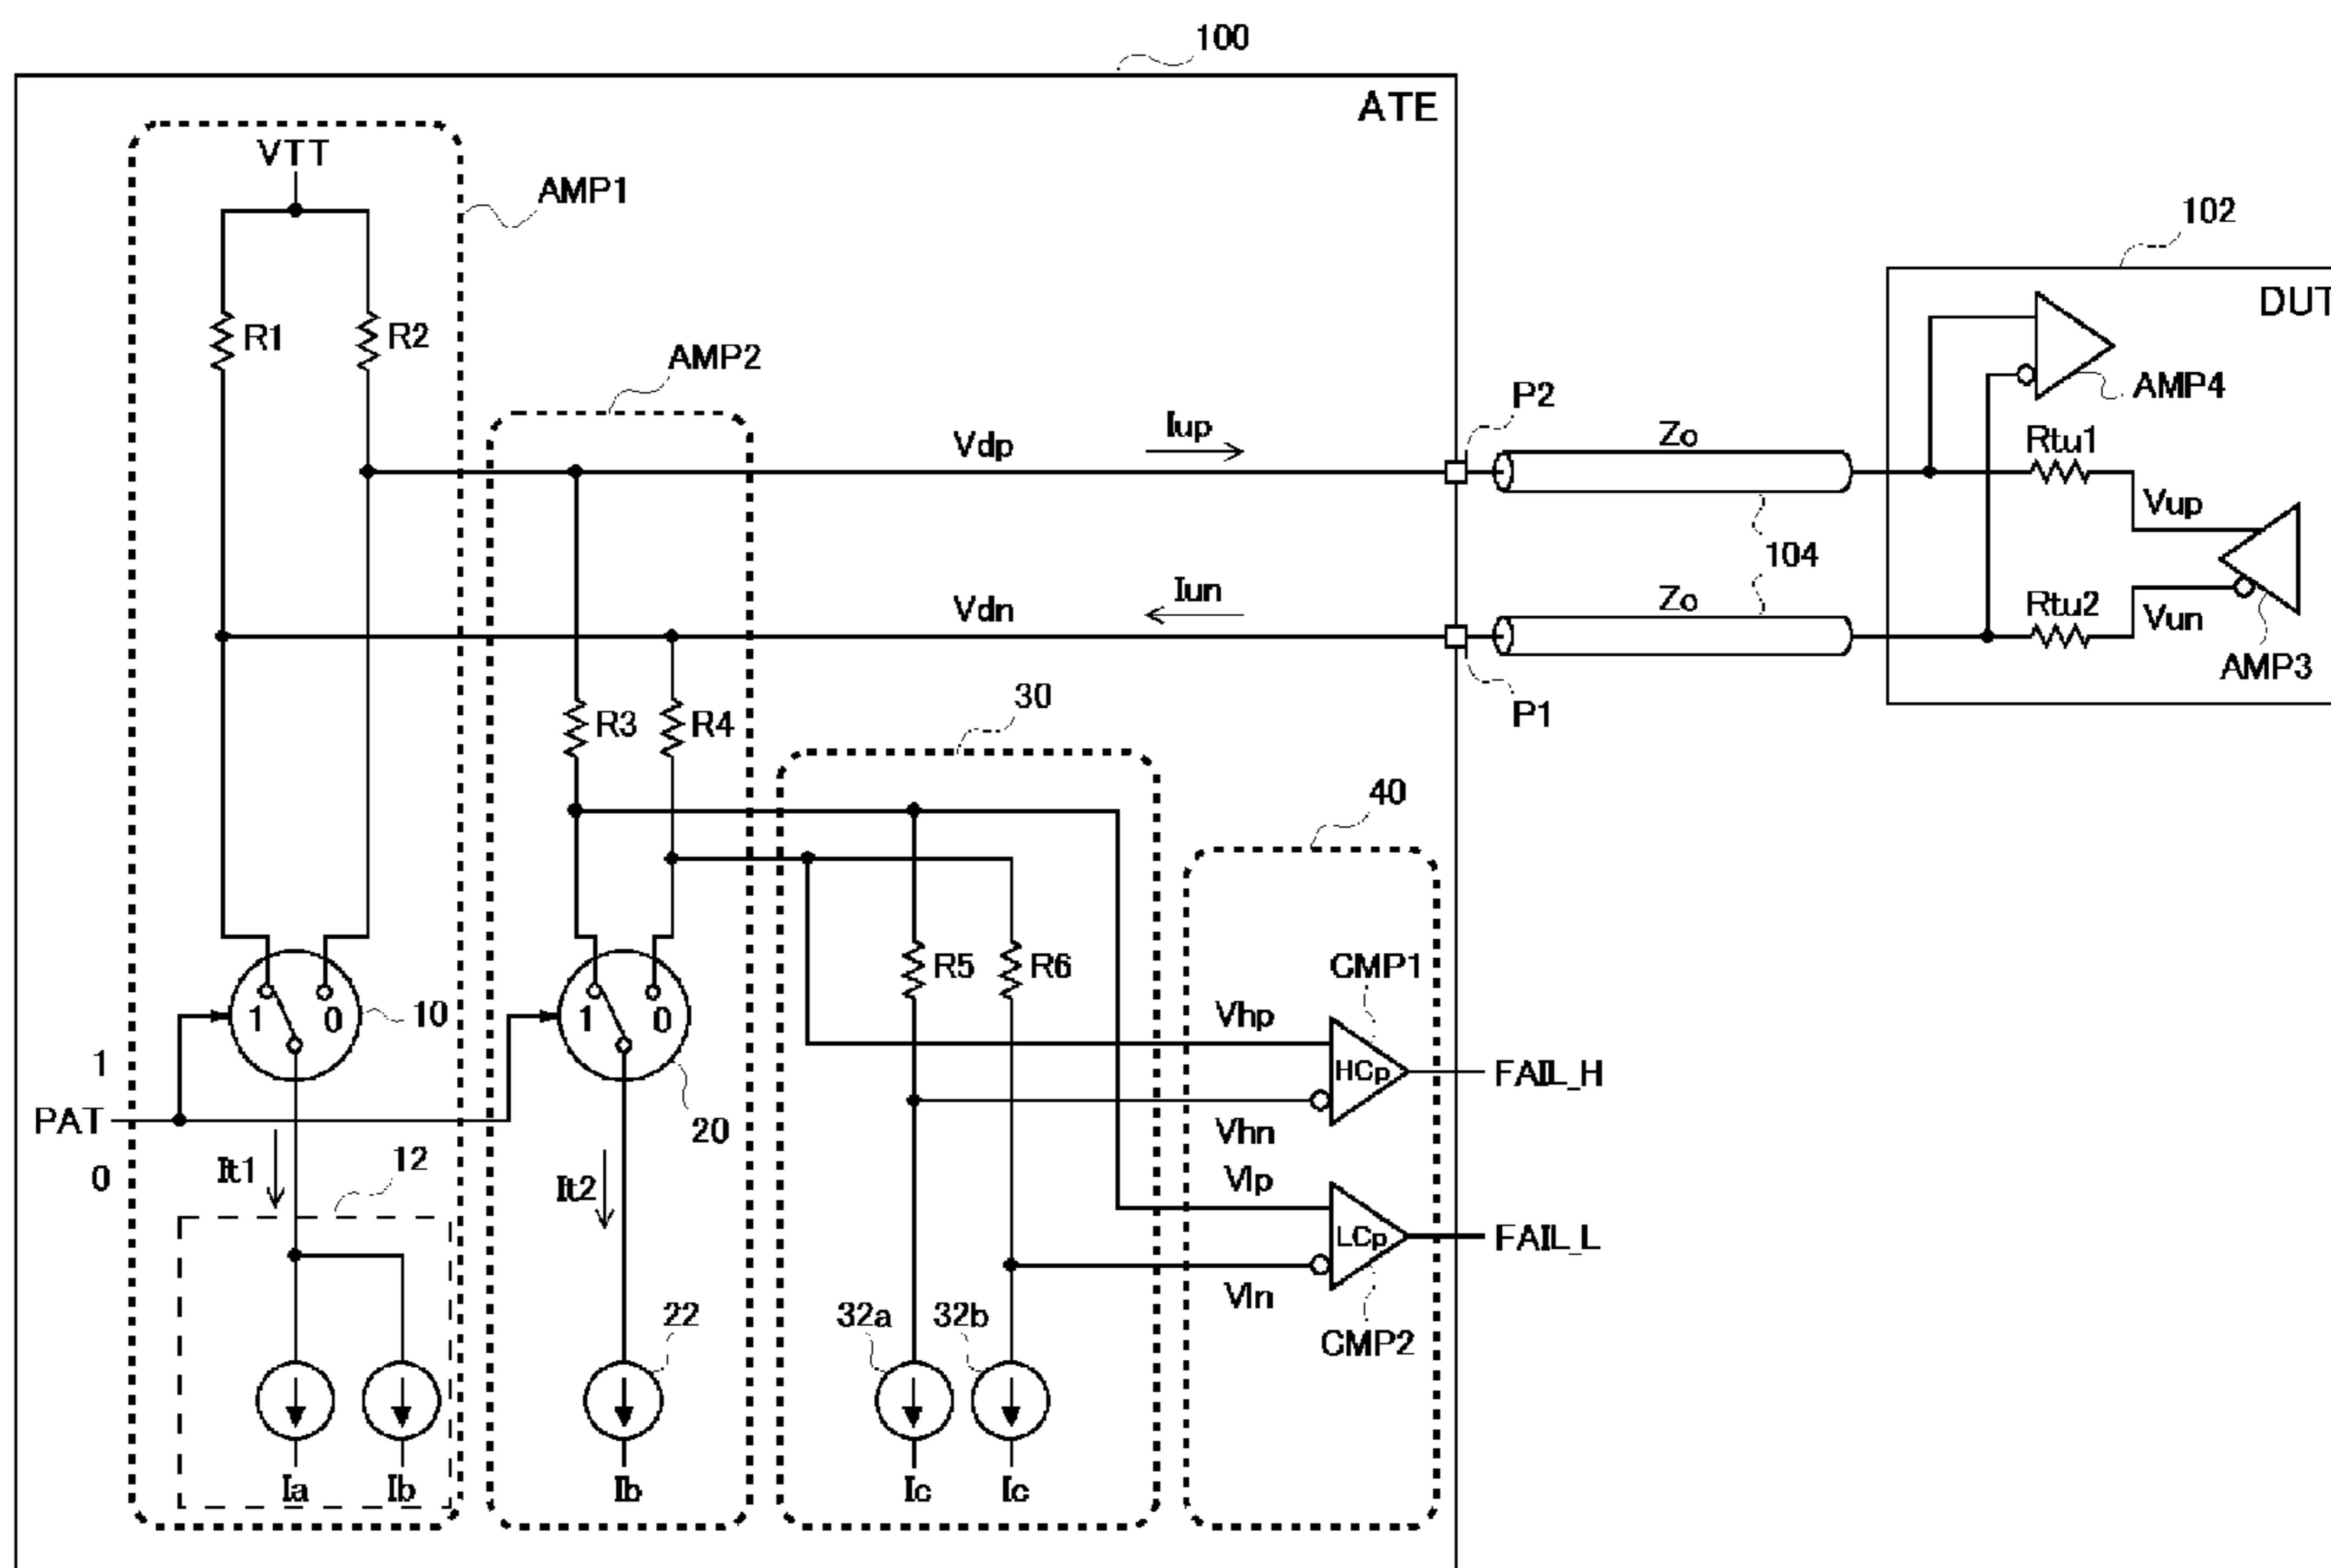 100
ATE
VTT
AMP1
102
R1
R2
DUT
AMP2
P2
AMP4
Vdp
Iup
Zo
Rtu1
Vup
104
Vdn
Iun
Zo
Rtu2
Vun
AMP3
30
P1
R3
R4
40
R5
R6
CMP1
1
0
10
1
0
Vhp
HCp
FAIL_H
1
PAT
0
20
Vhn
It1
12
It2
Vlp
LCp
FAIL_L
Vln
22
32a
32b
CMP2
Ia
Ib
Ib
Ic
Ic